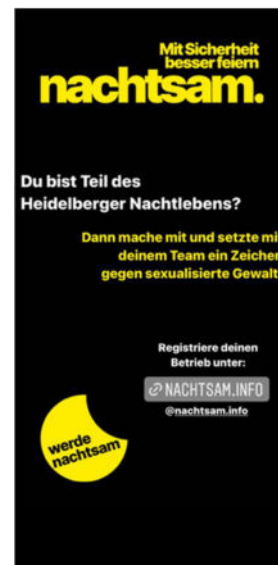 Mit Sicherheit
besser feiern
nachtsam.
Du bist Teil des
Heidelberger Nachtlebens?
Dann mache mit und setzte mi
deinem Team ein Zeichen
gegen sexualisierte Gewalt
Registriere deinen
Betrieb unter:
NACHTSAM.INFO
@nachtsam.info
werde
nachtsam